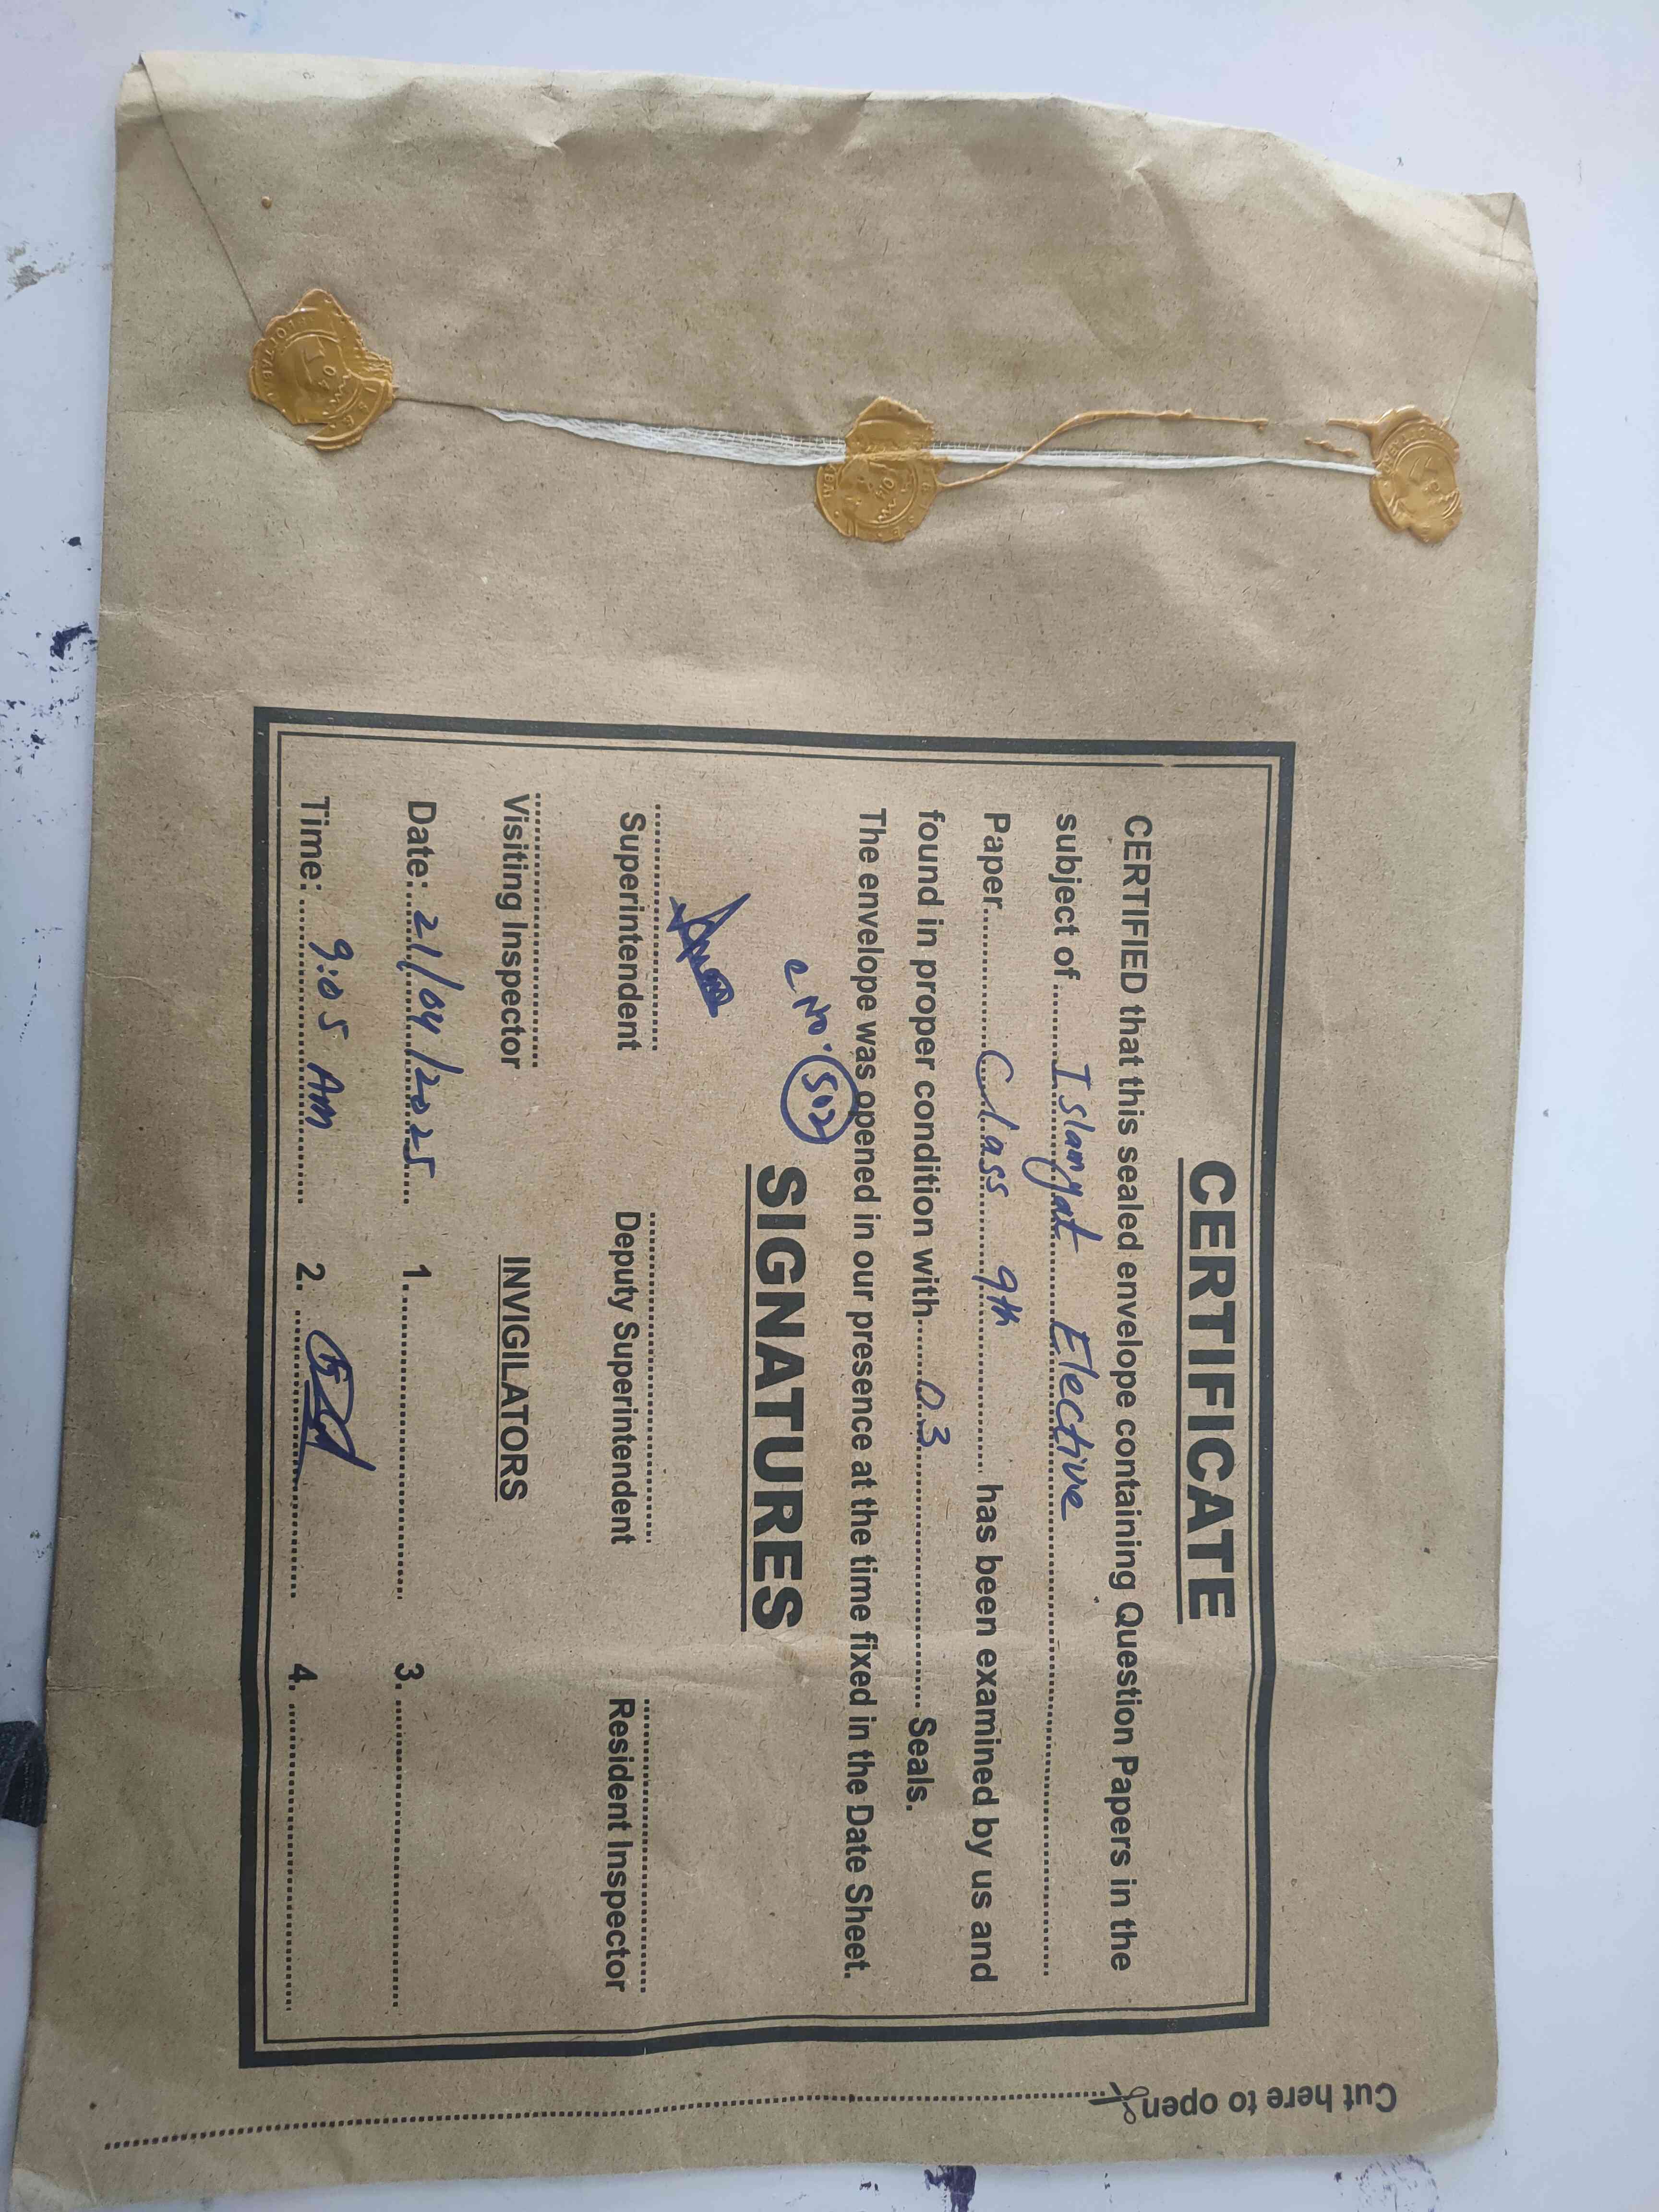 CERTIFICATE
CERTIFIED that this sealed envelope containing Question Papers in the
subject of Islamyat Elective
Paper Class 9th has been examined by us and
found in proper condition with 03 Seals.
The envelope was opened in our presence at the time fixed in the Date Sheet.
c No. 502
SIGNATURES
Superintendent Deputy Superintendent Resident Inspector
Visiting Inspector INVIGILATORS
Date: 21/04/2025 1. 3.
Time: 9:05 AM 2. 4.
Cut here to open